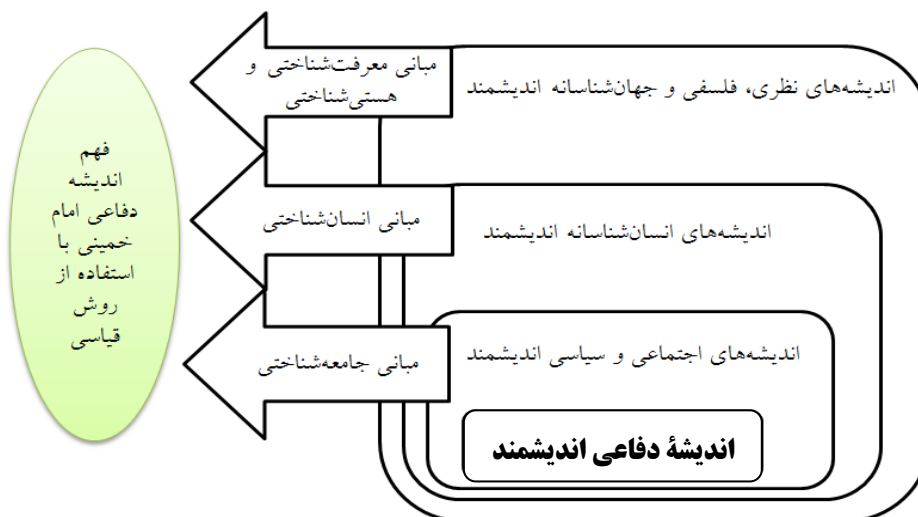 اندیشه‌های نظری، فلسفی و جهان‌شناسانه اندیشمند
مبانی معرفت‌شناختی و
هستی‌شناختی
اندیشه‌های انسان‌شناسانه اندیشمند
مبانی انسان‌شناختی
اندیشه‌های اجتماعی و سیاسی اندیشمند
مبانی جامعه‌شناختی
اندیشهٔ دفاعی اندیشمند
فهم
اندیشه
دفاعی امام
خمینی با
استفاده از
روش
قیاسی